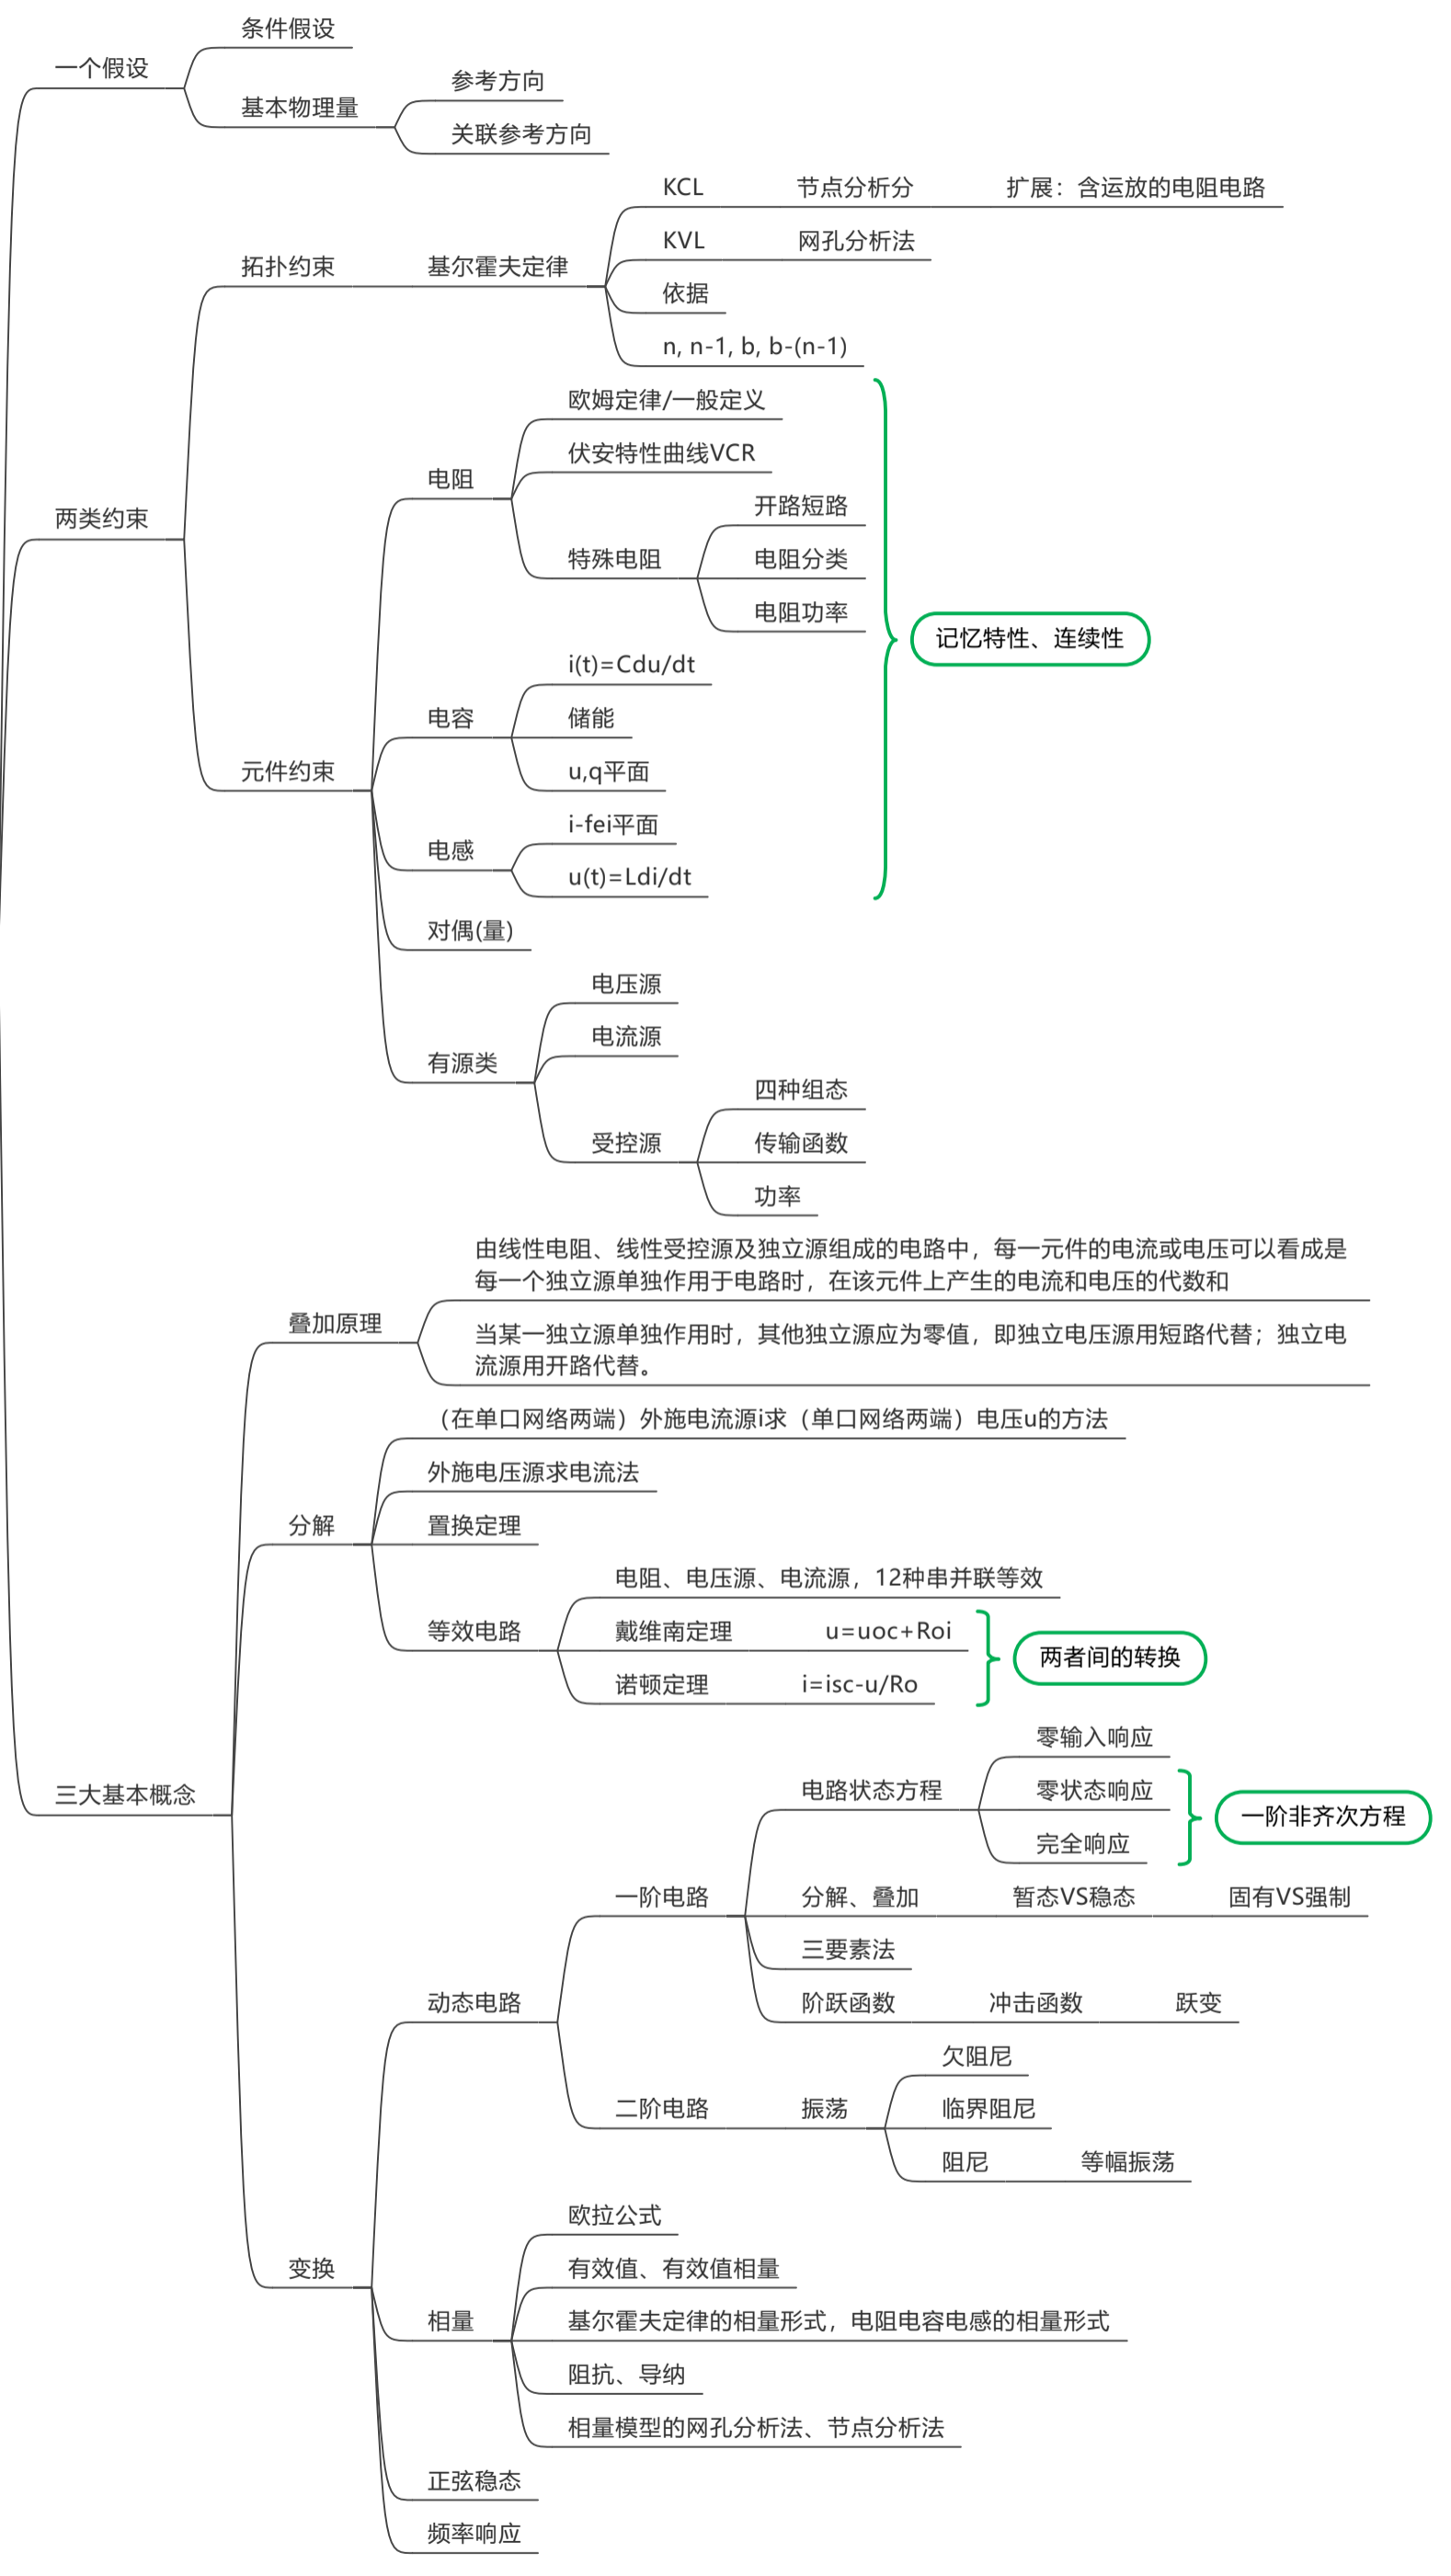 条件假设
一个假设
参考方向
基本物理量
关联参考方向
KCL 节点分析分 扩展：含运放的电阻电路
KVL 网孔分析法
拓扑约束 基尔霍夫定律
依据
n, n-1, b, b-(n-1)
欧姆定律/一般定义
伏安特性曲线VCR
电阻
开路短路
两类约束
特殊电阻
电阻分类
电阻功率
记忆特性、连续性
i(t)=Cdu/dt
电容
储能
元件约束
u,q平面
i-fei平面
电感
u(t)=Ldi/dt
对偶(量)
电压源
电流源
有源类
四种组态
受控源
传输函数
功率
由线性电阻、线性受控源及独立源组成的电路中，每一元件的电流或电压可以看成是
每一个独立源单独作用于电路时，在该元件上产生的电流和电压的代数和
叠加原理
当某一独立源单独作用时，其他独立源应为零值，即独立电压源用短路代替；独立电
流源用开路代替。
（在单口网络两端）外施电流源i求（单口网络两端）电压u的方法
外施电压源求电流法
分解
置换定理
电阻、电压源、电流源，12种串并联等效
等效电路
戴维南定理 u=uoc+Roi
两者间的转换
诺顿定理 i=isc-u/Ro
零输入响应
三大基本概念
电路状态方程
零状态响应
一阶非齐次方程
完全响应
一阶电路
分解、叠加 暂态VS稳态 固有VS强制
三要素法
动态电路
阶跃函数 冲击函数 跃变
欠阻尼
二阶电路 振荡
临界阻尼
阻尼 等幅振荡
欧拉公式
变换
有效值、有效值相量
相量
基尔霍夫定律的相量形式，电阻电容电感的相量形式
阻抗、导纳
相量模型的网孔分析法、节点分析法
正弦稳态
频率响应